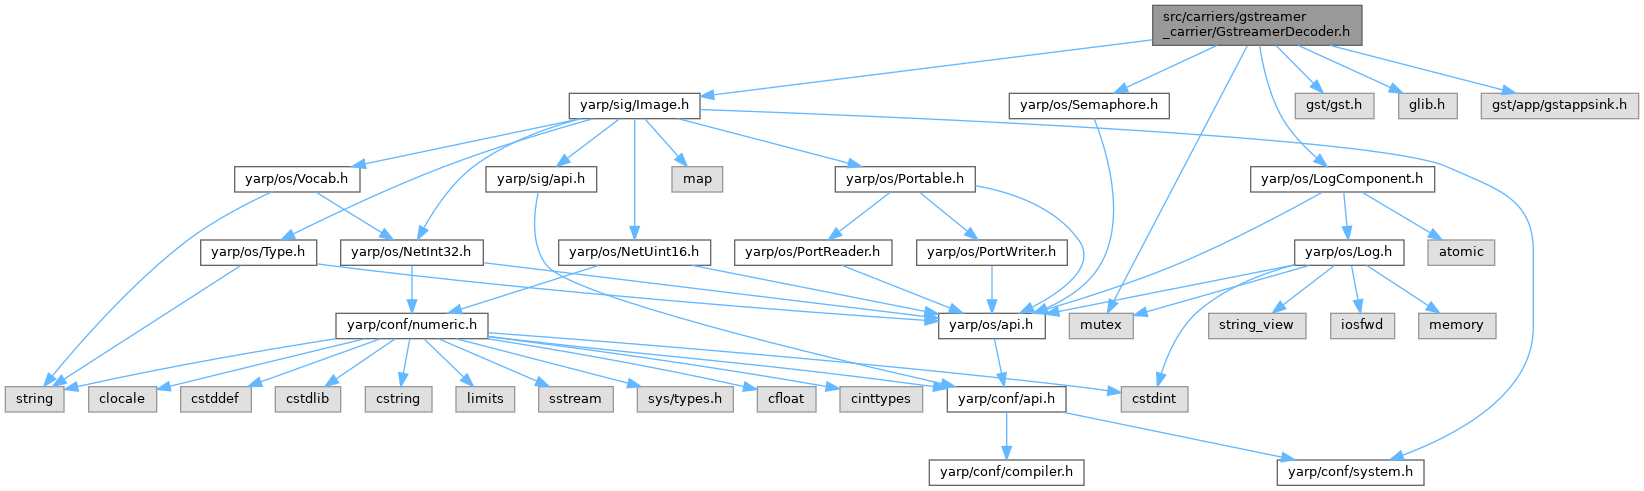 src/carriers/gstreamer
_carrier/GstreamerDecoder.h
yarp/sig/Image.h
yarp/os/Semaphore.h
gst/gst.h
glib.h
gst/app/gstappsink.h
yarp/os/Vocab.h
yarp/sig/api.h
map
yarp/os/Portable.h
yarp/os/LogComponent.h
yarp/os/Type.h
yarp/os/NetInt32.h
yarp/os/NetUint16.h
yarp/os/PortReader.h
yarp/os/PortWriter.h
yarp/os/Log.h
atomic
yarp/conf/numeric.h
yarp/os/api.h
mutex
string_view
iosfwd
memory
string
clocale
cstddef
cstdlib
cstring
limits
sstream
sys/types.h
cfloat
cinttypes
yarp/conf/api.h
cstdint
yarp/conf/compiler.h
yarp/conf/system.h